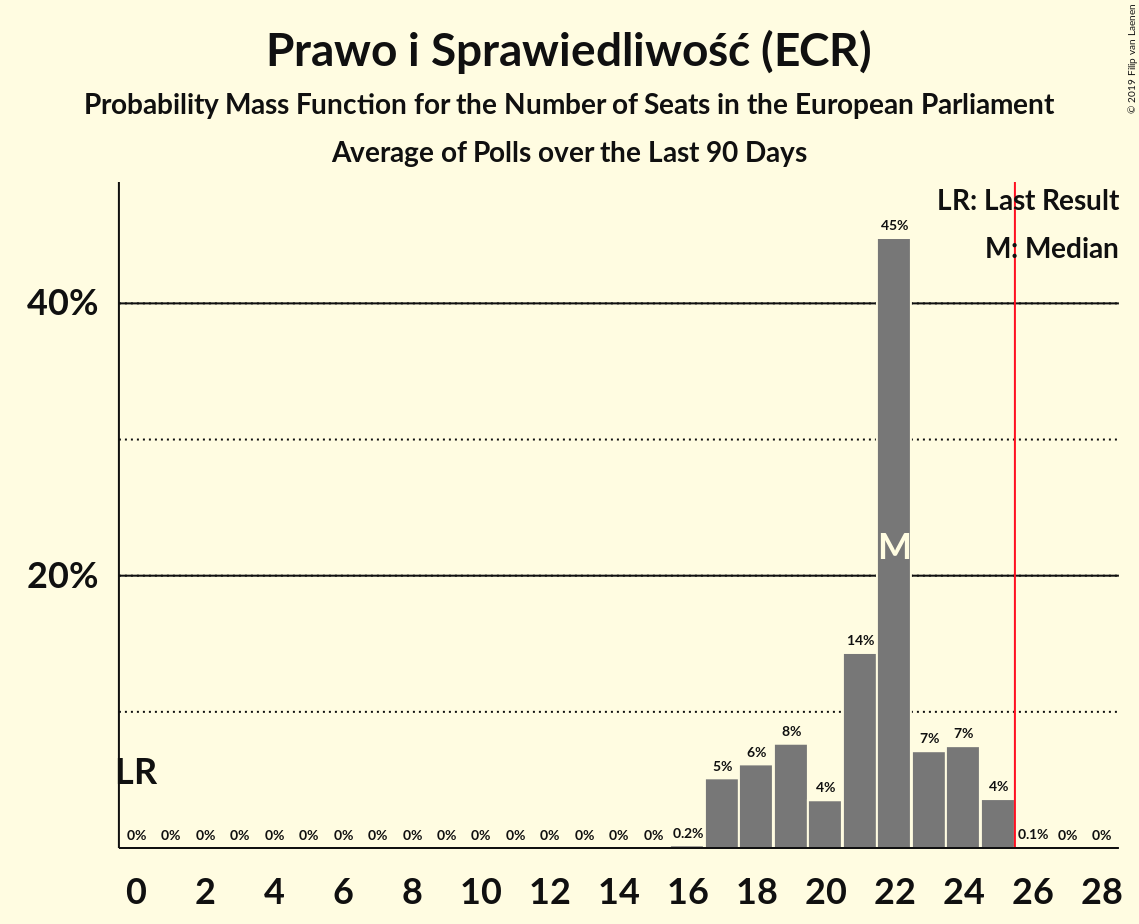 Prawo i Sprawiedliwość (ECR)
Probability Mass Function for the Number of Seats in the European Parliament
Average of Polls over the Last 90 Days
© 2019 Filip van Laenen
LR: Last Result
M: Median
45%
40%
M
20%
14%
8%
7%
7%
6%
5%
4%
4%
LR
0% 0% 0% 0% 0% 0% 0% 0% 0% 0% 0% 0% 0% 0% 0% 0% 0.2% 0.1% 0% 0%
0 2 4 6 8 10 12 14 16 18 20 22 24 26 28